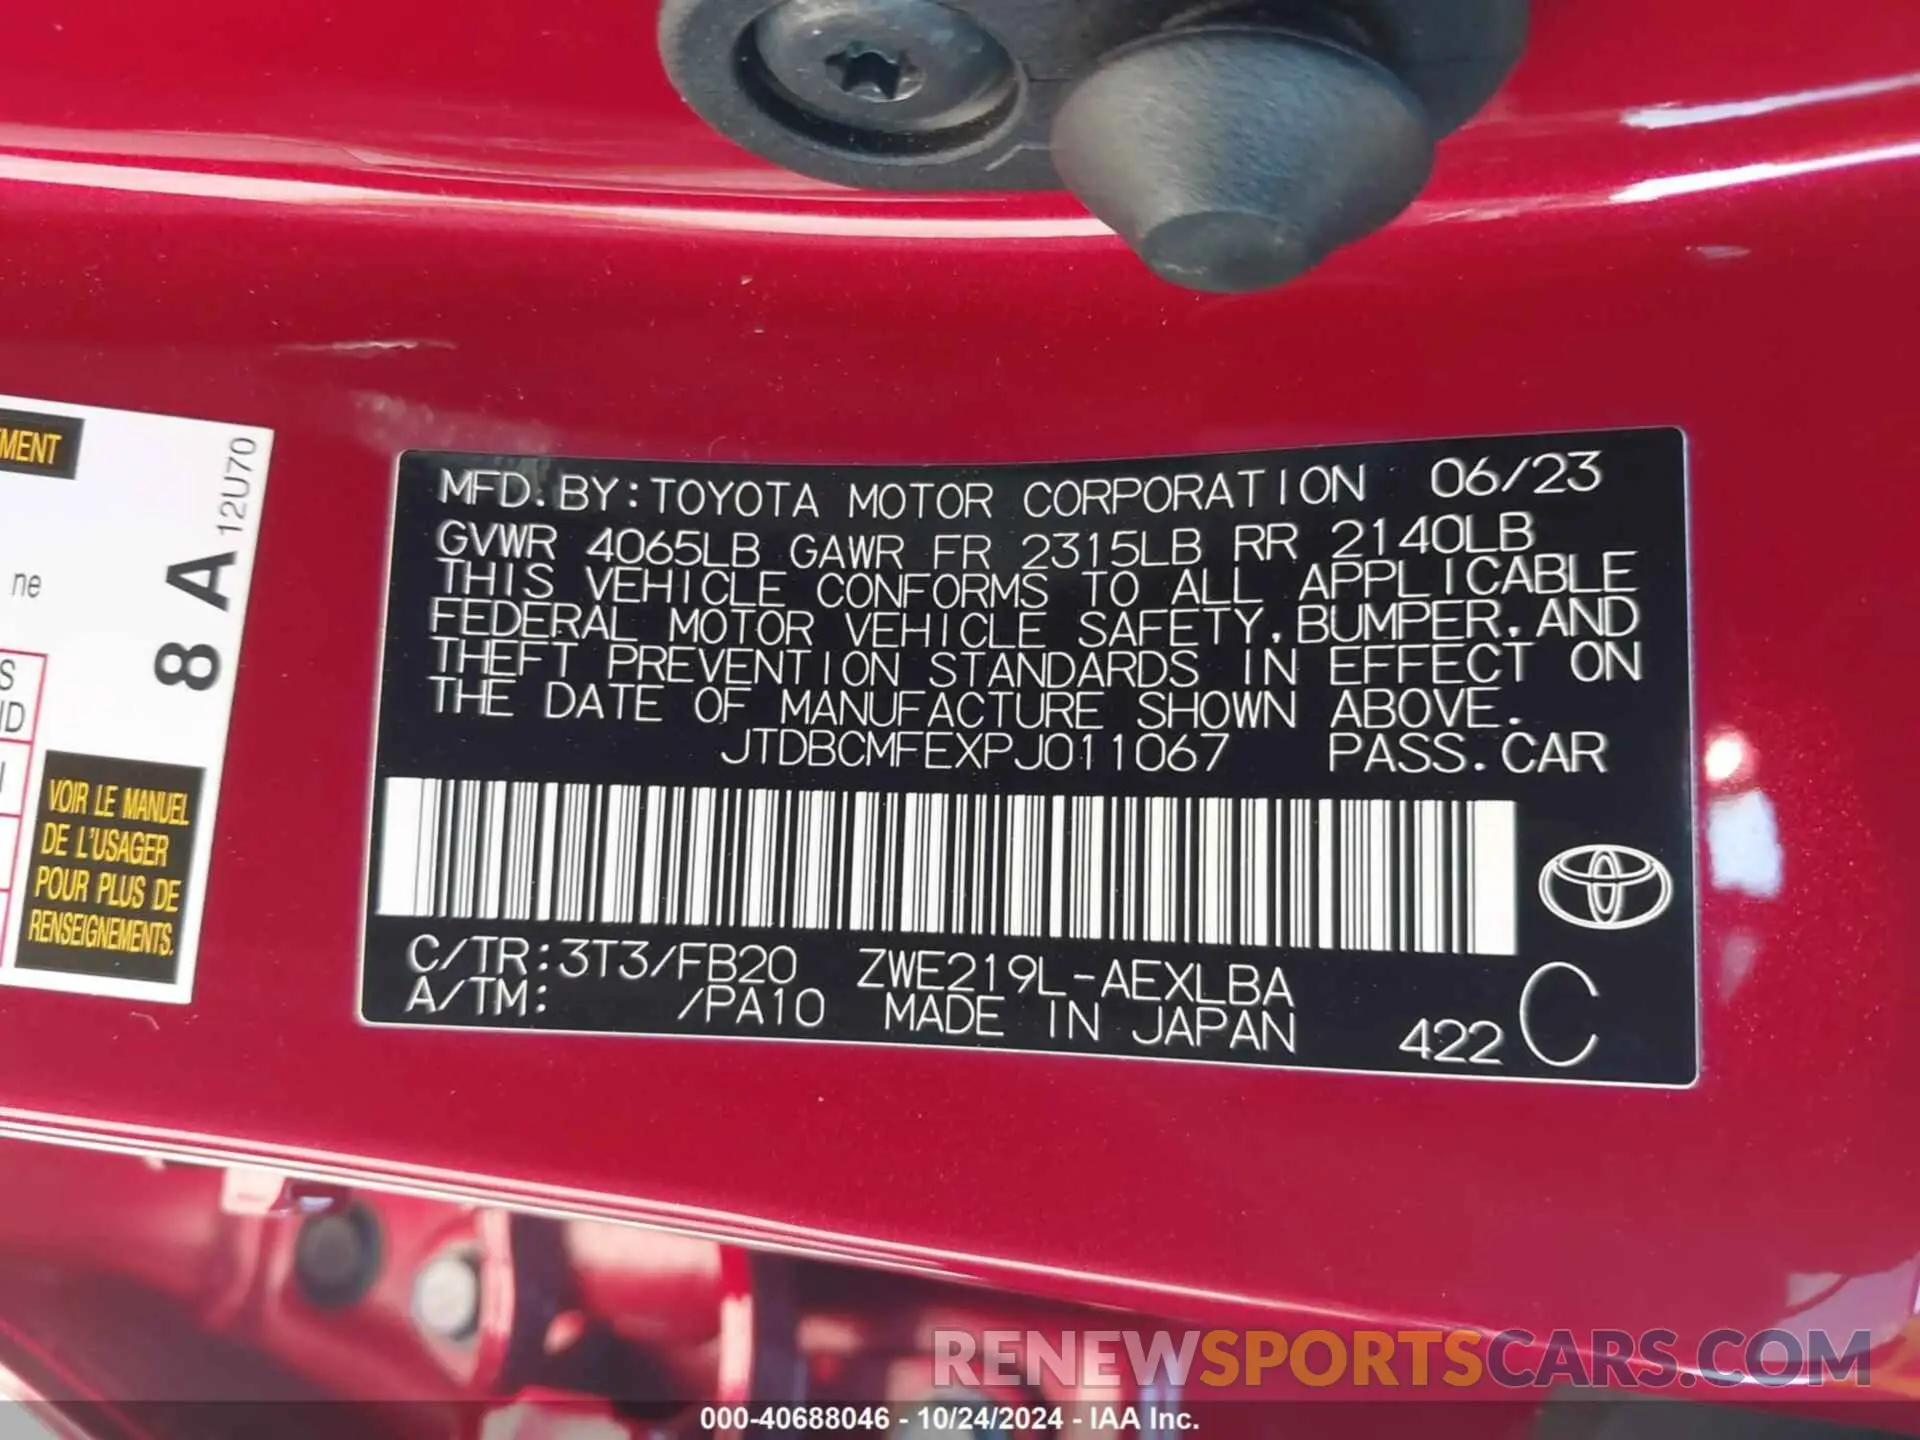 MENT
12U70
8 A
ne
S
ID
VOIR LE MANUEL
DE L'USAGER
POUR PLUS DE
RENSEIGNEMENTS.
MFD. BY: TOYOTA MOTOR CORPORATION 06/23
GVWR 4065LB GAWR FR 2315LB RR 2140LB
THIS VEHICLE CONFORMS TO ALL APPLICABLE
FEDERAL MOTOR VEHICLE SAFETY, BUMPER, AND
THEFT PREVENTION STANDARDS IN EFFECT ON
THE DATE OF MANUFACTURE SHOWN ABOVE.
JTDBCMFEXPJ011067 PASS. CAR
C/TR: 3T3/FB20 ZWE219L-AEXLBA
A/TM: /PA10 MADE IN JAPAN 422 C
RENEWSPORTSCARS.COM
000-40688046 - 10/24/2024 - IAA Inc.